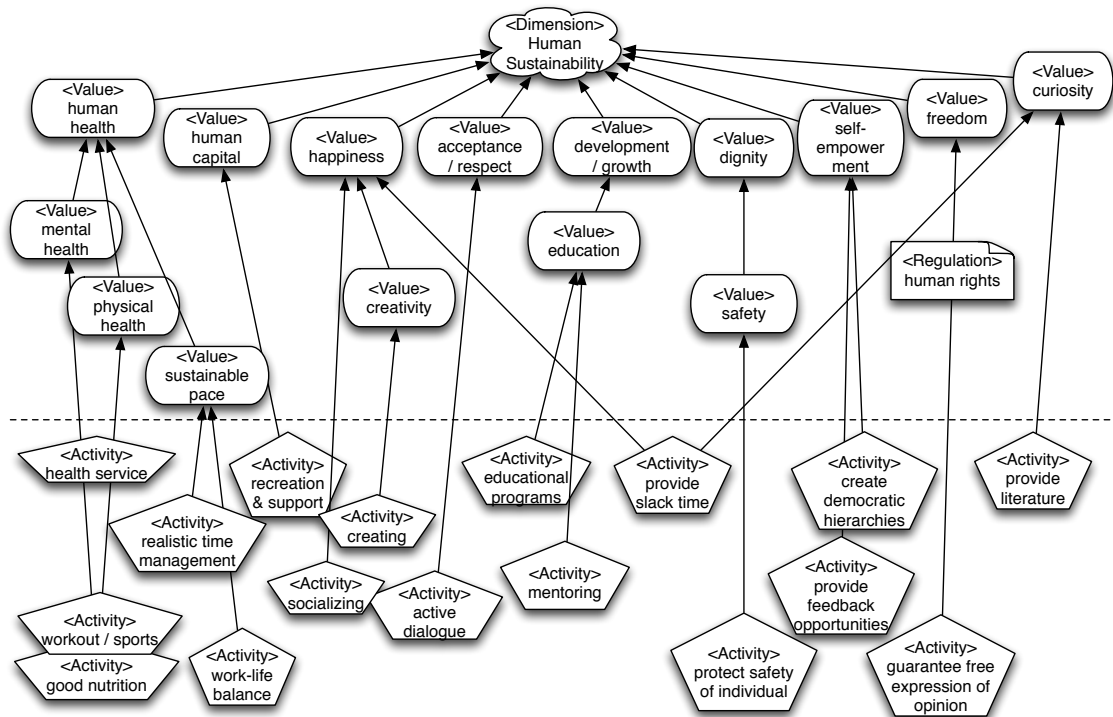 <Dimension>
Human
Sustainability
<Value>
human
health
<Value>
human
capital
<Value>
happiness
<Value>
acceptance
/ respect
<Value>
development
/ growth
<Value>
dignity
<Value>
self-
empower
ment
<Value>
freedom
<Value>
curiosity
<Value>
mental
health
<Value>
education
<Regulation>
human rights
<Value>
physical
health
<Value>
creativity
<Value>
safety
<Value>
sustainable
pace
<Activity>
health service
<Activity>
recreation
& support
<Activity>
educational
programs
<Activity>
provide
slack time
<Activity>
create
democratic
hierarchies
<Activity>
provide
literature
<Activity>
realistic time
management
<Activity>
creating
<Activity>
socializing
<Activity>
active
dialogue
<Activity>
mentoring
<Activity>
provide
feedback
opportunities
<Activity>
workout / sports
<Activity>
good nutrition
<Activity>
work-life
balance
<Activity>
protect safety
of individual
<Activity>
guarantee free
expression of
opinion